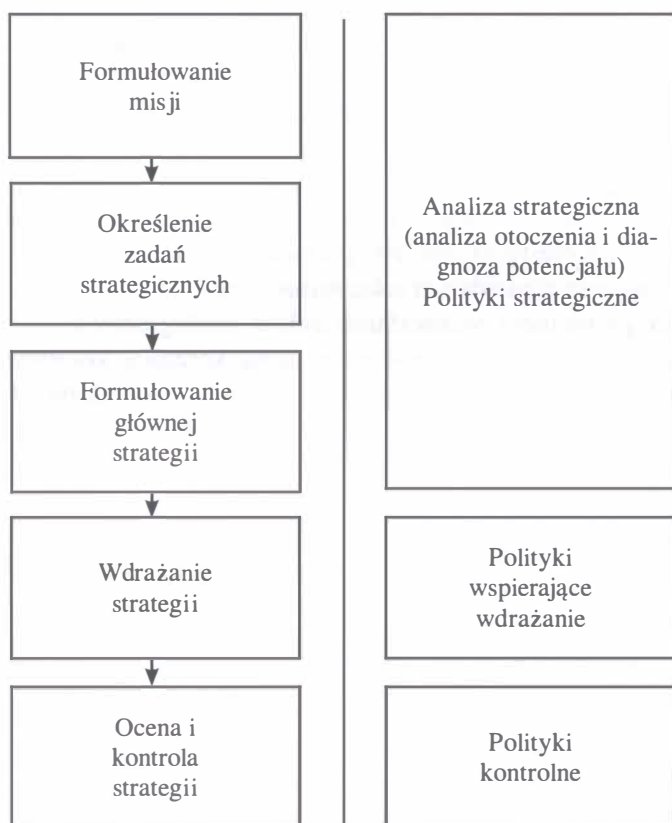 Formułowanie
misji
Określenie
zadań
strategicznych
Formułowanie
głównej
strategii
Wdrażanie
strategii
Ocena i
kontrola
strategii
Analiza strategiczna
(analiza otoczenia i dia-
gnoza potencjału)
Polityki strategiczne
Polityki
wspierające
wdrażanie
Polityki
kontrolne